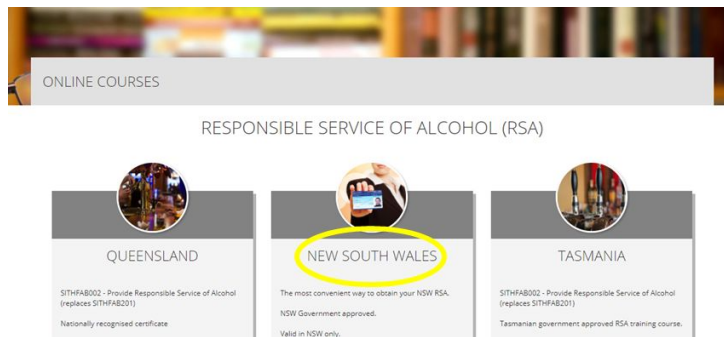 ONLINE COURSES
RESPONSIBLE SERVICE OF ALCOHOL (RSA)
QUEENSLAND
SITHFAB002 - Provide Responsible Service of Alcohol
(replaces SITHFAB201)
Nationally recognised certificate
NEW SOUTH WALES
The most convenient way to obtain your NSW RSA.
NSW Government approved.
Valid in NSW only.
TASMANIA
SITHFAB002 - Provide Responsible Service of Alcohol
(replaces SITHFAB201)
Tasmanian government approved RSA training course.